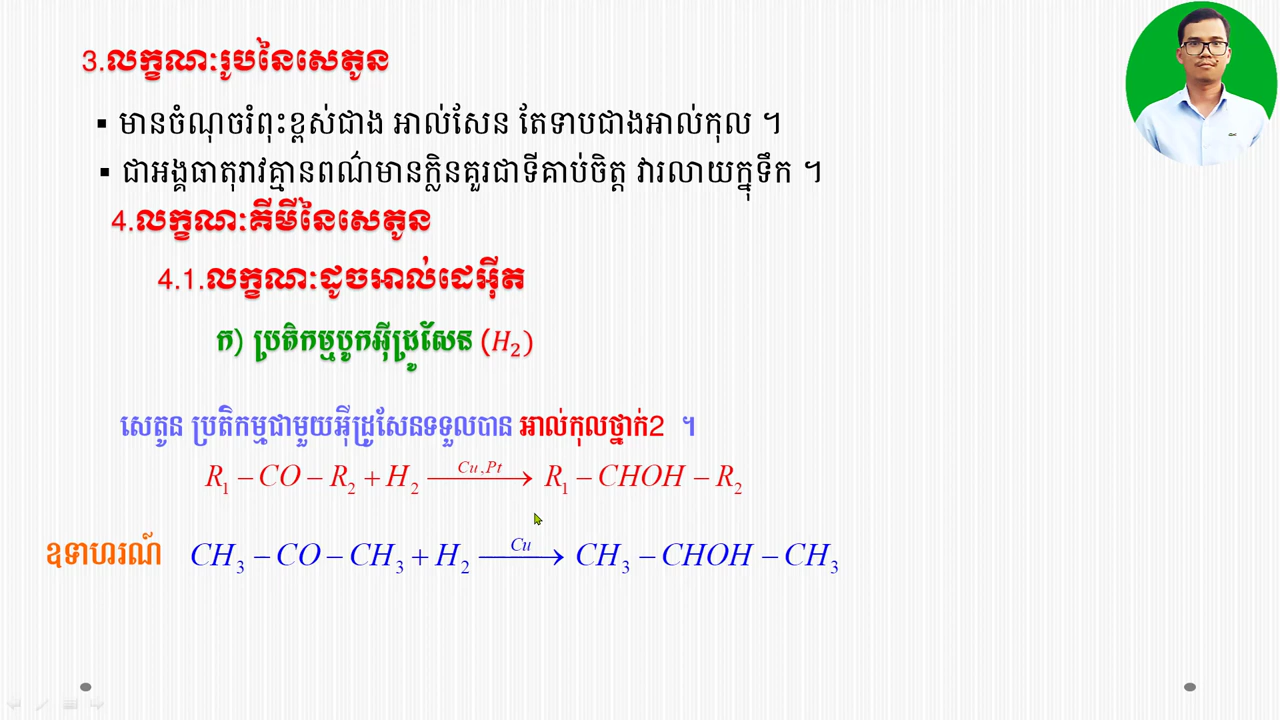 3.លក្ខណៈរូបនៃសេតូន
▪ មានចំណុចរំពុះខ្ពស់ជាង អាល់សែន តែទាបជាងអាល់កុល ។
▪ ជាអង្គធាតុរាវគ្មានពណ៌មានក្លិនគួរជាទីគាប់ចិត្ត វារលាយក្នុទឹក ។
4.លក្ខណៈគីមីនៃសេតូន
4.1.លក្ខណៈដូចអាល់ដេអ៊ីត
ក) ប្រតិកម្មបូកអ៊ីដ្រូសែន (H₂)
សេតូន ប្រតិកម្មជាមួយអ៊ីដ្រូសែនទទួលបាន អាល់កុលថ្នាក់2 ។
R₁ – CO – R₂ + H₂ —Cu,Pt→ R₁ – CHOH – R₂
ឧទាហរណ៍ CH₃ – CO – CH₃ + H₂ —Cu→ CH₃ – CHOH – CH₃